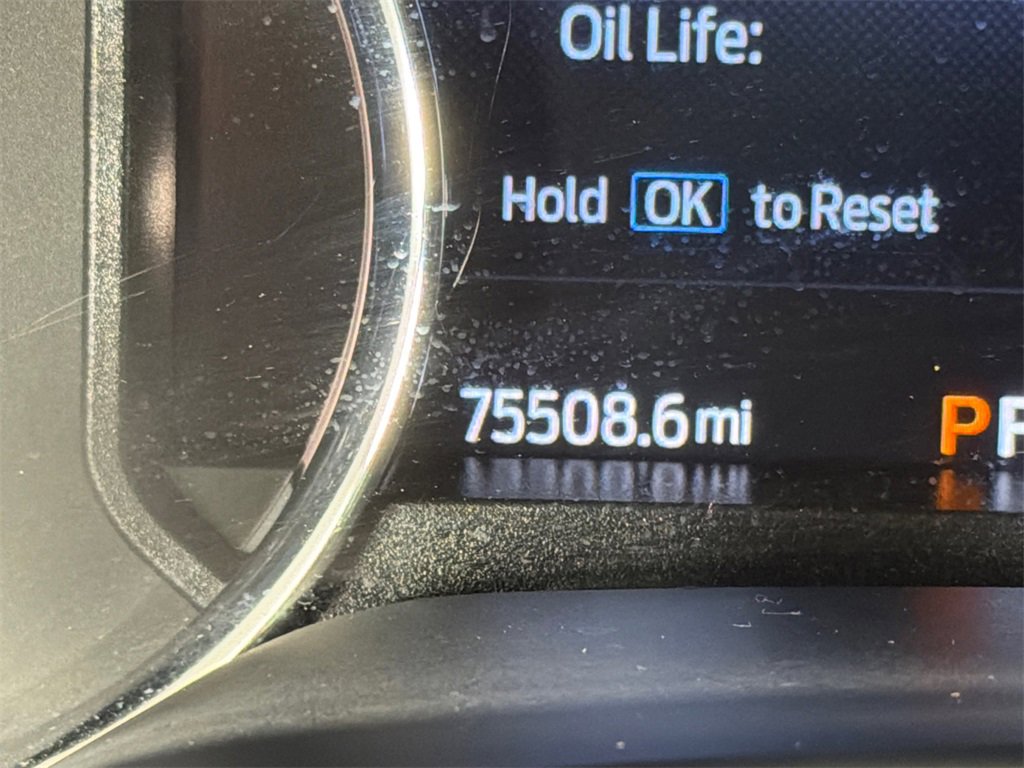 Oil Life:
Hold OK to Reset
75508.6 mi P